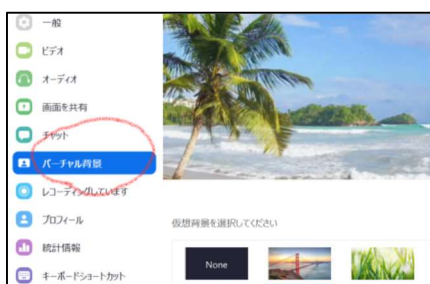 一般
ビデオ
オーディオ
画面を共有
チャット
バーチャル背景
レコーディングしています
プロフィール
統計情報
キーボードショートカット
仮想背景を選択してください
None